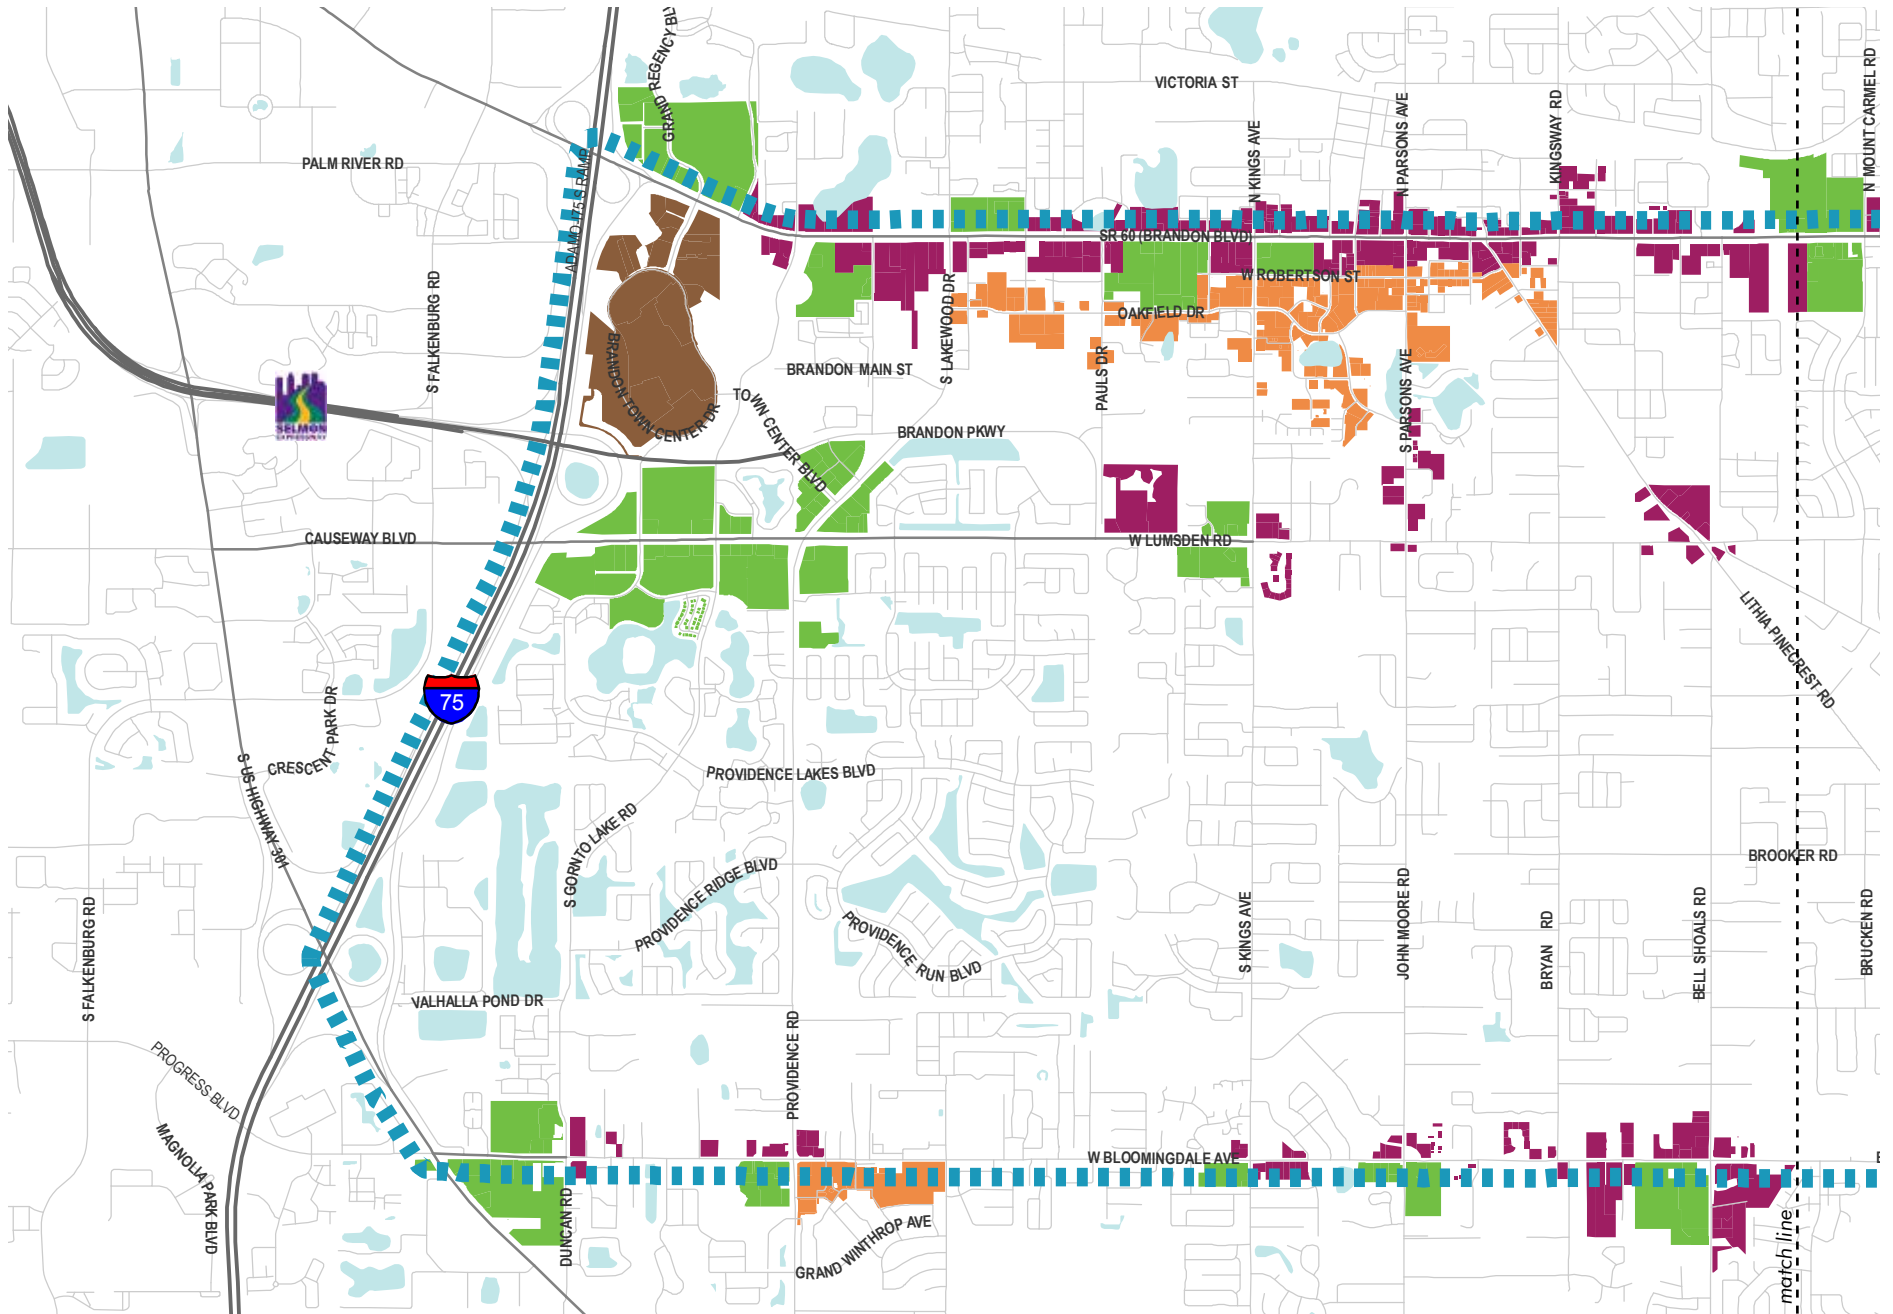 GRAND REGENCY BLV
VICTORIA ST
N MOUNT CARMEL RD
N PARSONS AVE
KINGSWAY RD
N KINGS AVE
PALM RIVER RD
ADAMO-I75 S RAMP
SR 60 (BRANDON BLVD)
W ROBERTSON ST
OAKFIELD DR
S FALKENBURG RD
S LAKEWOOD DR
BRANDON MAIN ST
PAULS DR
S PARSONS AVE
BRANDON TOWN CENTER DR
TOWN CENTER BLVD
BRANDON PKWY
SELMON
EXPRESSWAY
CAUSEWAY BLVD
W LUMSDEN RD
LITHIA PINECREST RD
75
CRESCENT PARK DR
S US HIGHWAY 301
PROVIDENCE LAKES BLVD
S GORNTO LAKE RD
PROVIDENCE RIDGE BLVD
PROVIDENCE RUN BLVD
BROOKER RD
S FALKENBURG RD
S KINGS AVE
JOHN MOORE RD
BRYAN RD
BELL SHOALS RD
BRUCKEN RD
VALHALLA POND DR
PROGRESS BLVD
MAGNOLIA PARK BLVD
PROVIDENCE RD
W BLOOMINGDALE AVE
E
DUNCAN RD
GRAND WINTHROP AVE
match line